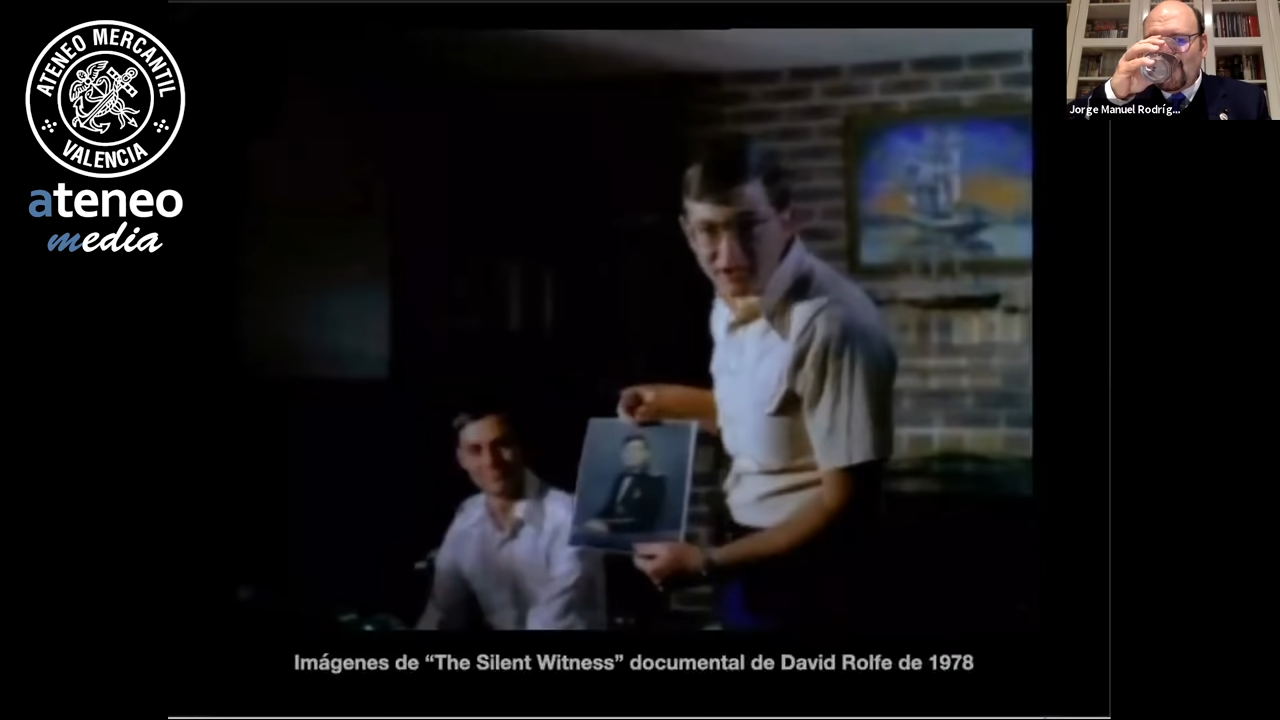 ATENEO MERCANTIL
VALENCIA
ateneo
media
Jorge Manuel Rodríg...
Imágenes de “The Silent Witness” documental de David Rolfe de 1978